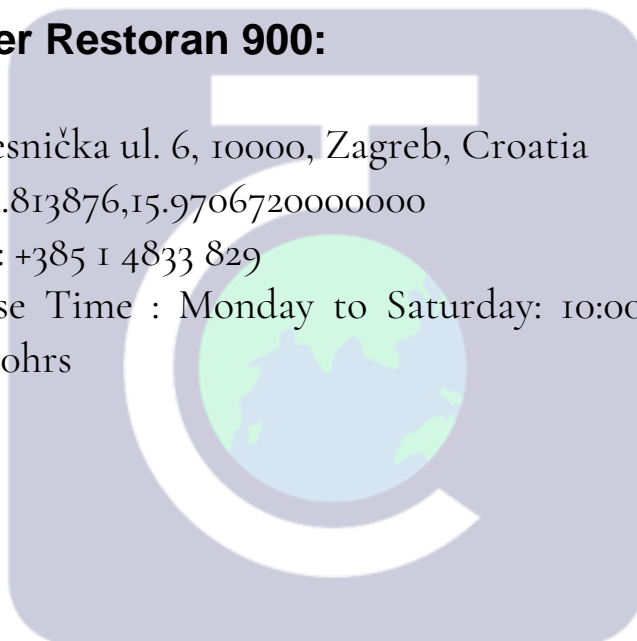 er Restoran 900:
esnička ul. 6, 10000, Zagreb, Croatia
.813876,15.9706720000000
: +385 1 4833 829
se Time : Monday to Saturday: 10:00
ohrs